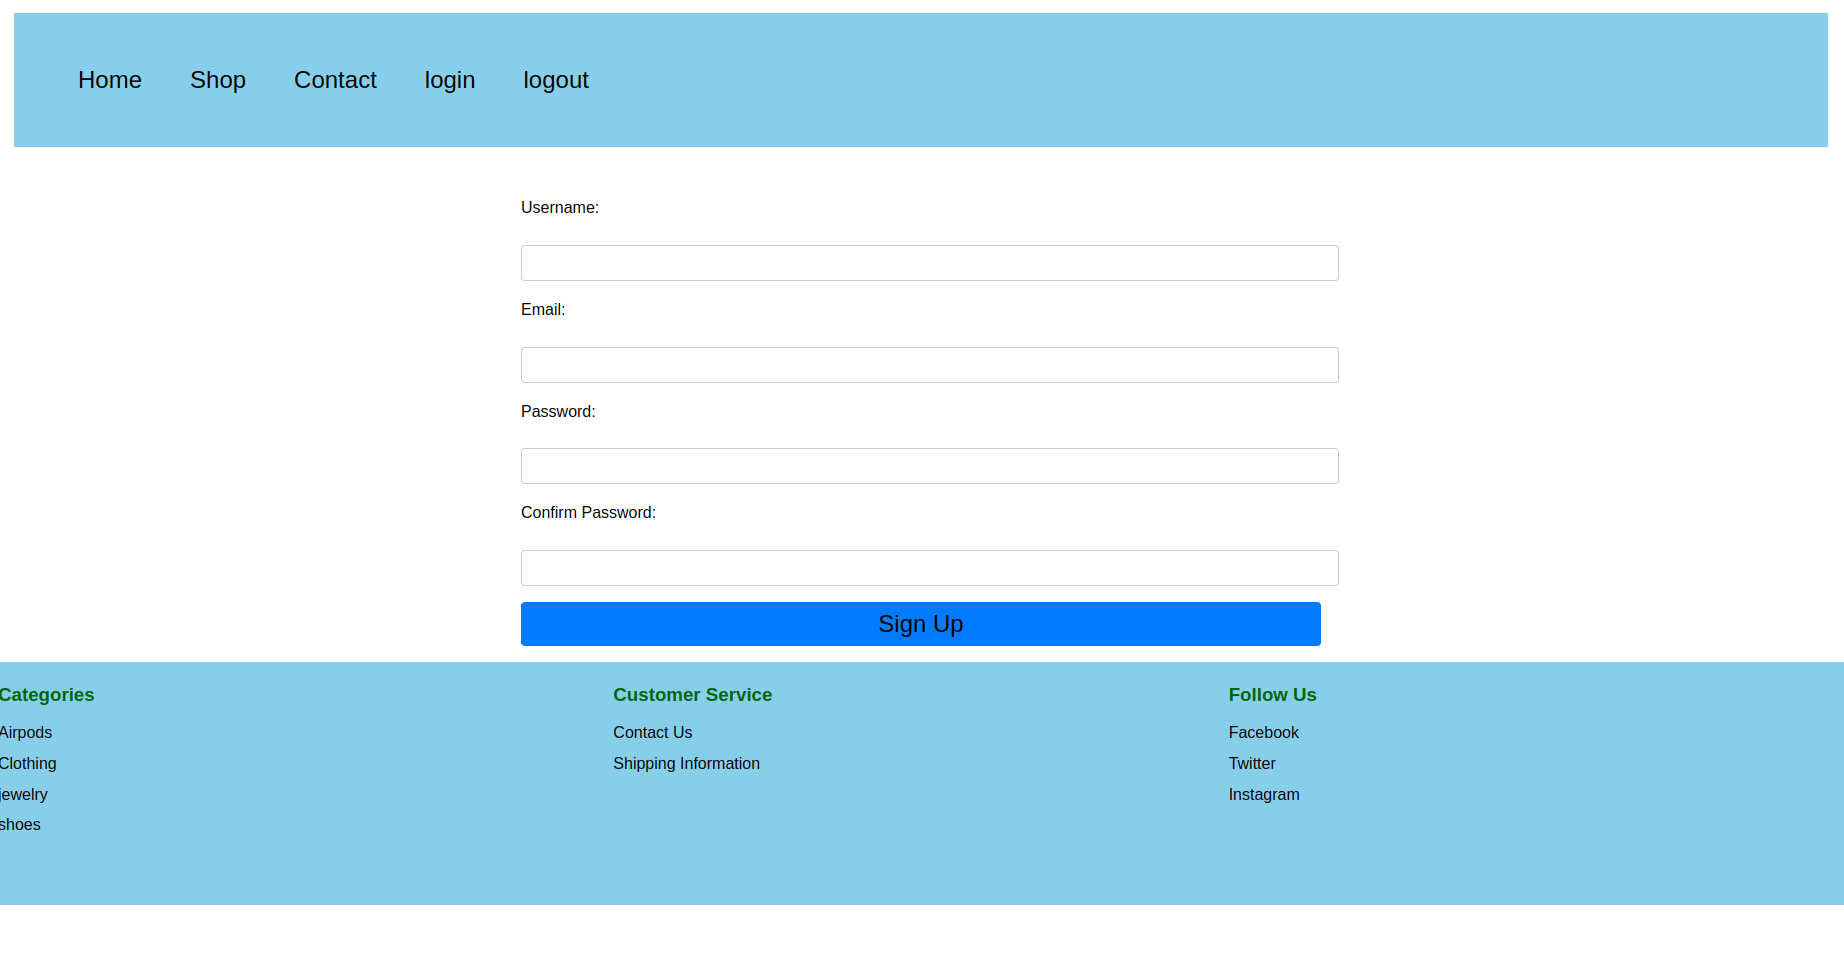 Home Shop Contact login logout
Username:
Email:
Password:
Confirm Password:
Sign Up
Categories
Airpods
Clothing
jewelry
shoes
Customer Service
Contact Us
Shipping Information
Follow Us
Facebook
Twitter
Instagram